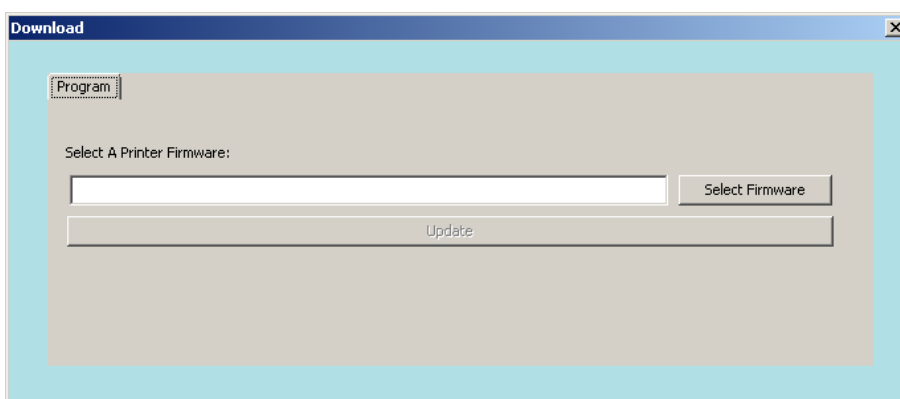 Download
Program
Select A Printer Firmware:
Select Firmware
Update